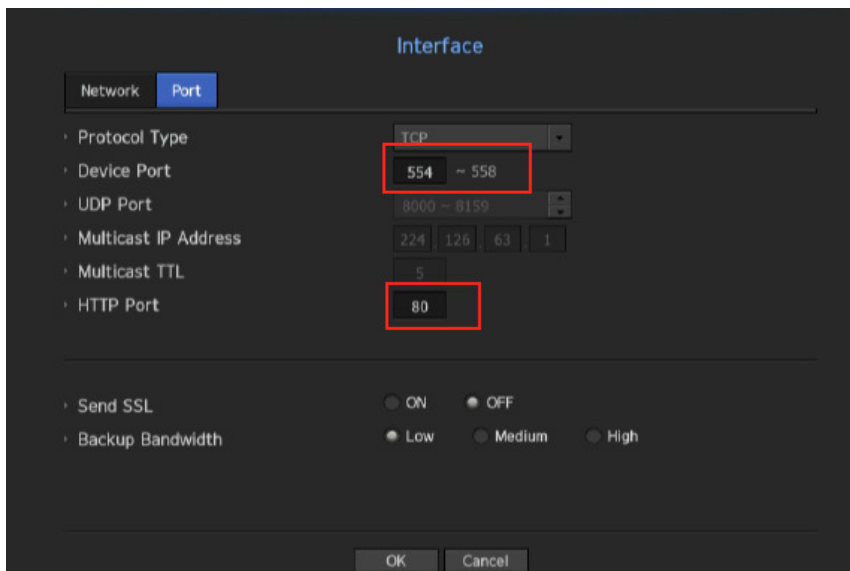 Interface
Network Port
Protocol Type TCP
Device Port 554 ~ 558
UDP Port 8000 ~ 8159
Multicast IP Address 224 . 126 . 63 . 1
Multicast TTL 5
HTTP Port 80
Send SSL ON OFF
Backup Bandwidth Low Medium High
OK Cancel